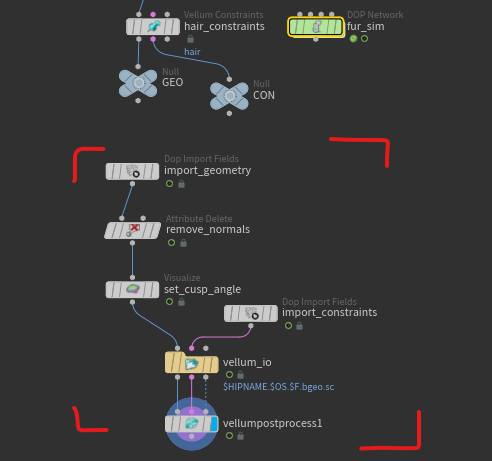 Vellum Constraints
hair_constraints
DOP Network
fur_sim
hair
Null
GEO
Null
CON
Dop Import Fields
import_geometry
Attribute Delete
remove_normals
Visualize
set_cusp_angle
Dop Import Fields
import_constraints
vellum_io
$HIPNAME.$OS.$F.bgeo.sc
vellumpostprocess1